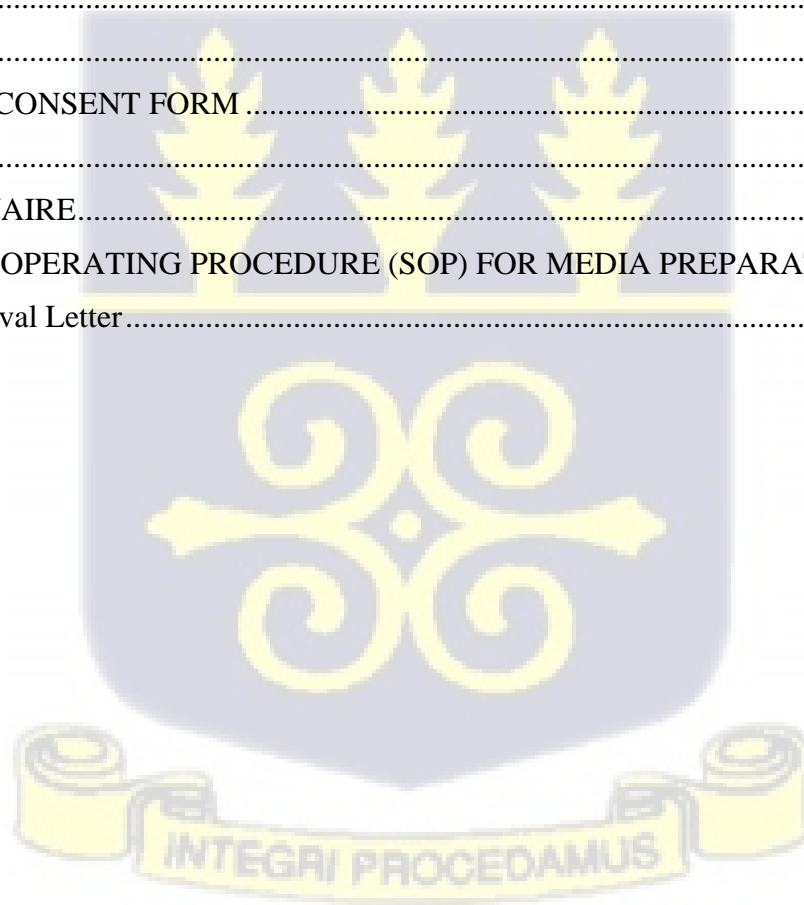 ................................................................................................
................................................................................................
CONSENT FORM ....................................................................
................................................................................................
AIRE...........................................................................................
OPERATING PROCEDURE (SOP) FOR MEDIA PREPARA
val Letter.....................................................................................
INTEGRI PROCEDAMUS